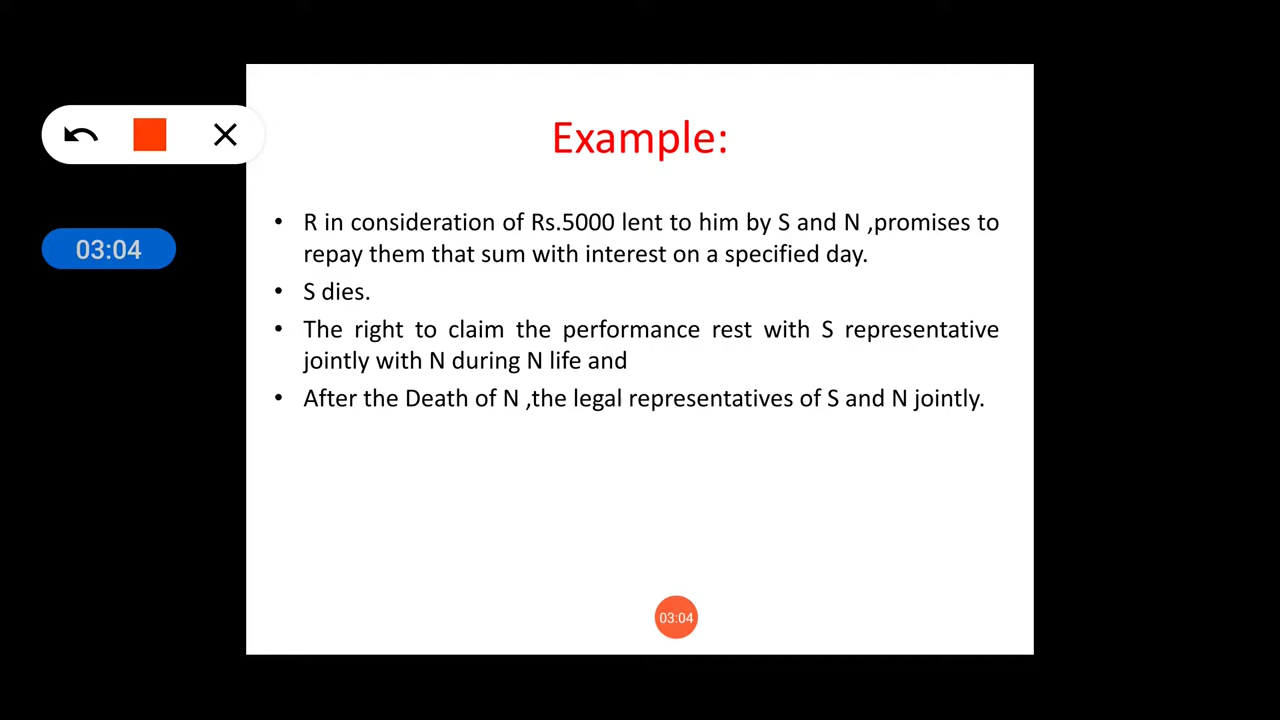 Example:
03:04
• R in consideration of Rs.5000 lent to him by S and N ,promises to
repay them that sum with interest on a specified day.
• S dies.
• The right to claim the performance rest with S representative
jointly with N during N life and
• After the Death of N ,the legal representatives of S and N jointly.
03:04